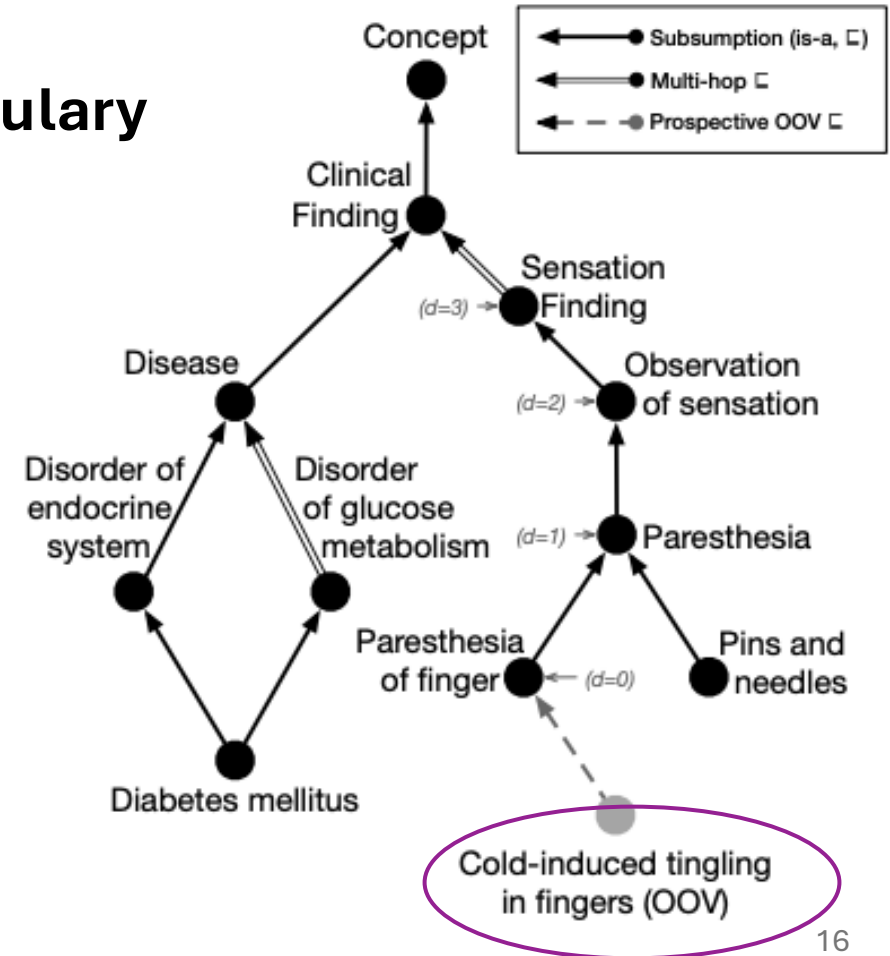 ulary
Concept
Subsumption (is-a, ⊑)
Multi-hop ⊑
Prospective OOV ⊑
Clinical
Finding
Sensation
Finding
(d=3)
Disease
Observation
of sensation
(d=2)
Disorder of
endocrine
system
Disorder
of glucose
metabolism
(d=1)
Paresthesia
Paresthesia
of finger
(d=0)
Pins and
needles
Diabetes mellitus
Cold-induced tingling
in fingers (OOV)
16